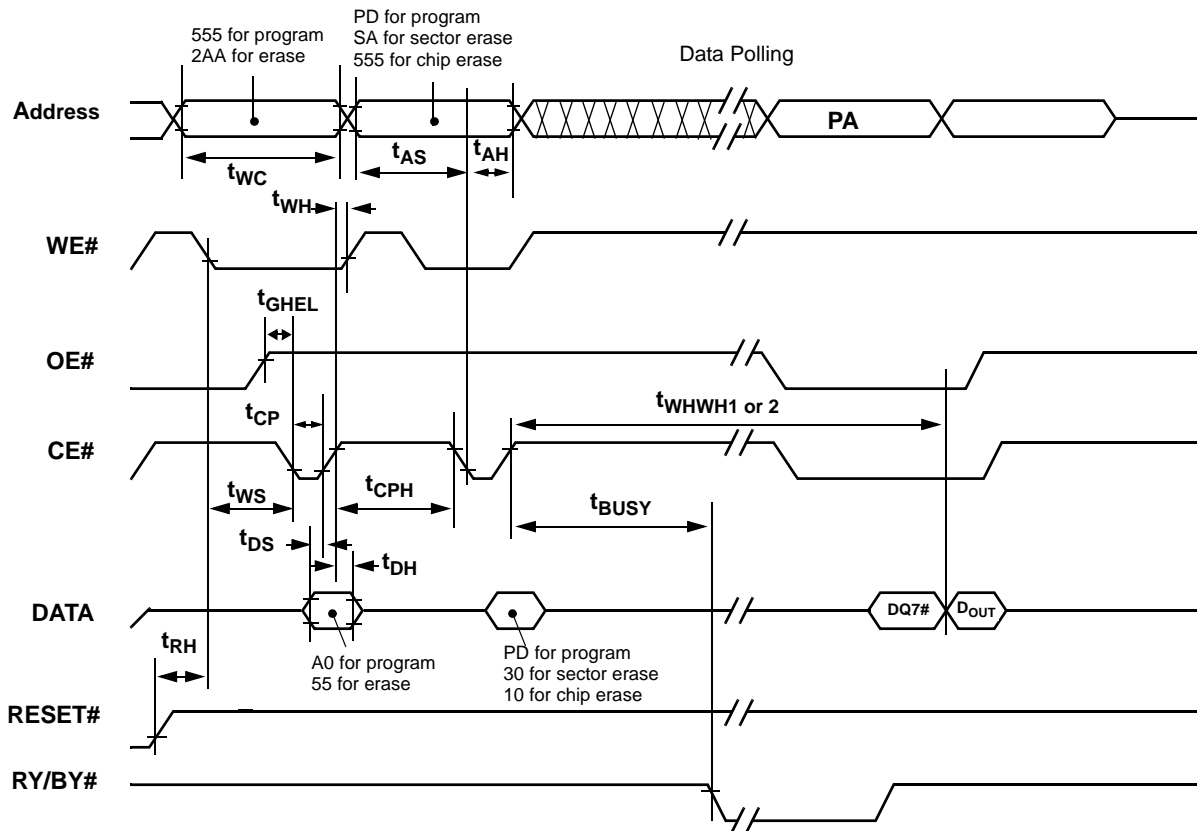 555 for program
2AA for erase
PD for program
SA for sector erase
555 for chip erase
Data Polling
Address
PA
tWC
tAS
tAH
tWH
WE#
tGHEL
OE#
tCP
tWHWH1 or 2
CE#
tWS
tCPH
tBUSY
tDS
tDH
DATA
DQ7#
DOUT
tRH
A0 for program
55 for erase
PD for program
30 for sector erase
10 for chip erase
RESET#
RY/BY#